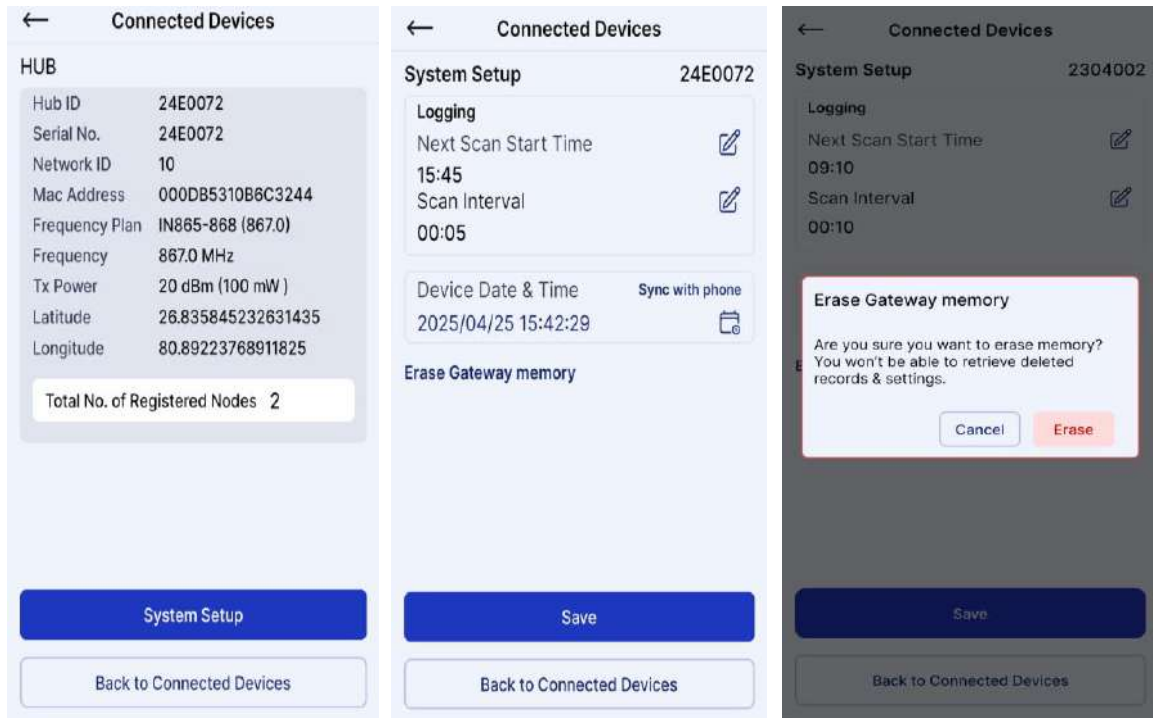 Connected Devices
HUB
Hub ID 24E0072
Serial No. 24E0072
Network ID 10
Mac Address 000DB5310B6C3244
Frequency Plan IN865-868 (867.0)
Frequency 867.0 MHz
Tx Power 20 dBm (100 mW )
Latitude 26.835845232631435
Longitude 80.89223768911825
Total No. of Registered Nodes 2
System Setup
Back to Connected Devices
Connected Devices
System Setup 24E0072
Logging
Next Scan Start Time
15:45
Scan Interval
00:05
Device Date & Time Sync with phone
2025/04/25 15:42:29
Erase Gateway memory
Save
Back to Connected Devices
Connected Devices
System Setup 2304002
Logging
Next Scan Start Time
09:10
Scan Interval
00:10
Erase Gateway memory
Are you sure you want to erase memory?
You won't be able to retrieve deleted
records & settings.
Cancel Erase
Save
Back to Connected Devices